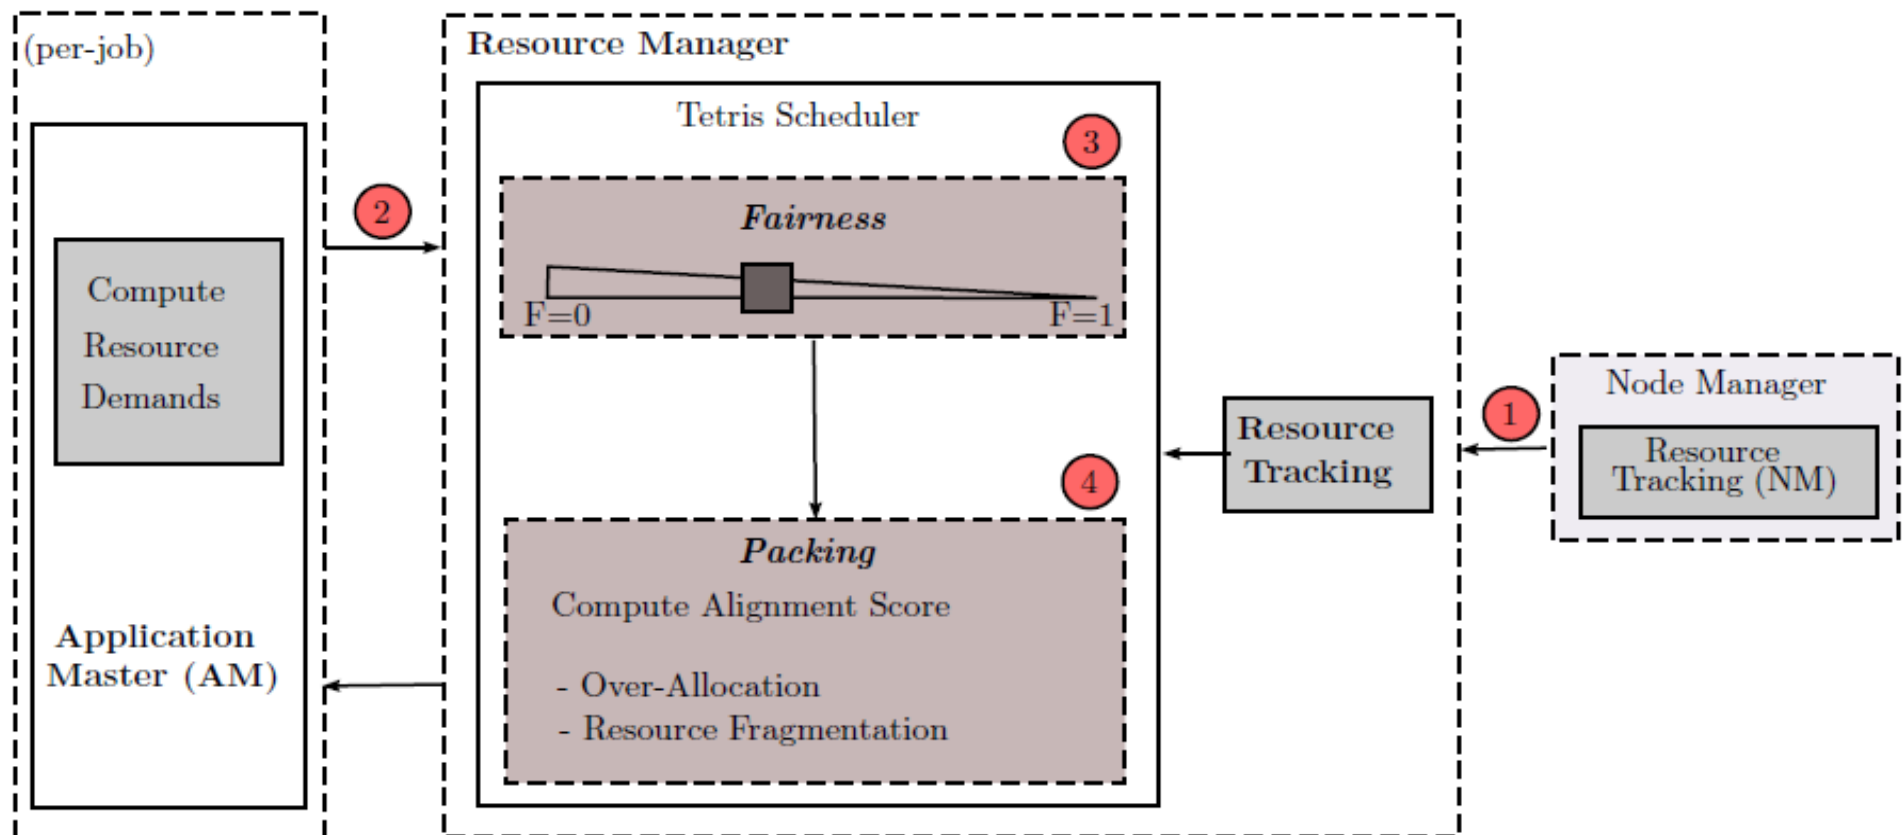 (per-job)
Compute
Resource
Demands
Application
Master (AM)
2
Resource Manager
Tetris Scheduler
3
Fairness
F=0
F=1
4
Packing
Compute Alignment Score
- Over-Allocation
- Resource Fragmentation
Resource
Tracking
1
Node Manager
Resource
Tracking (NM)